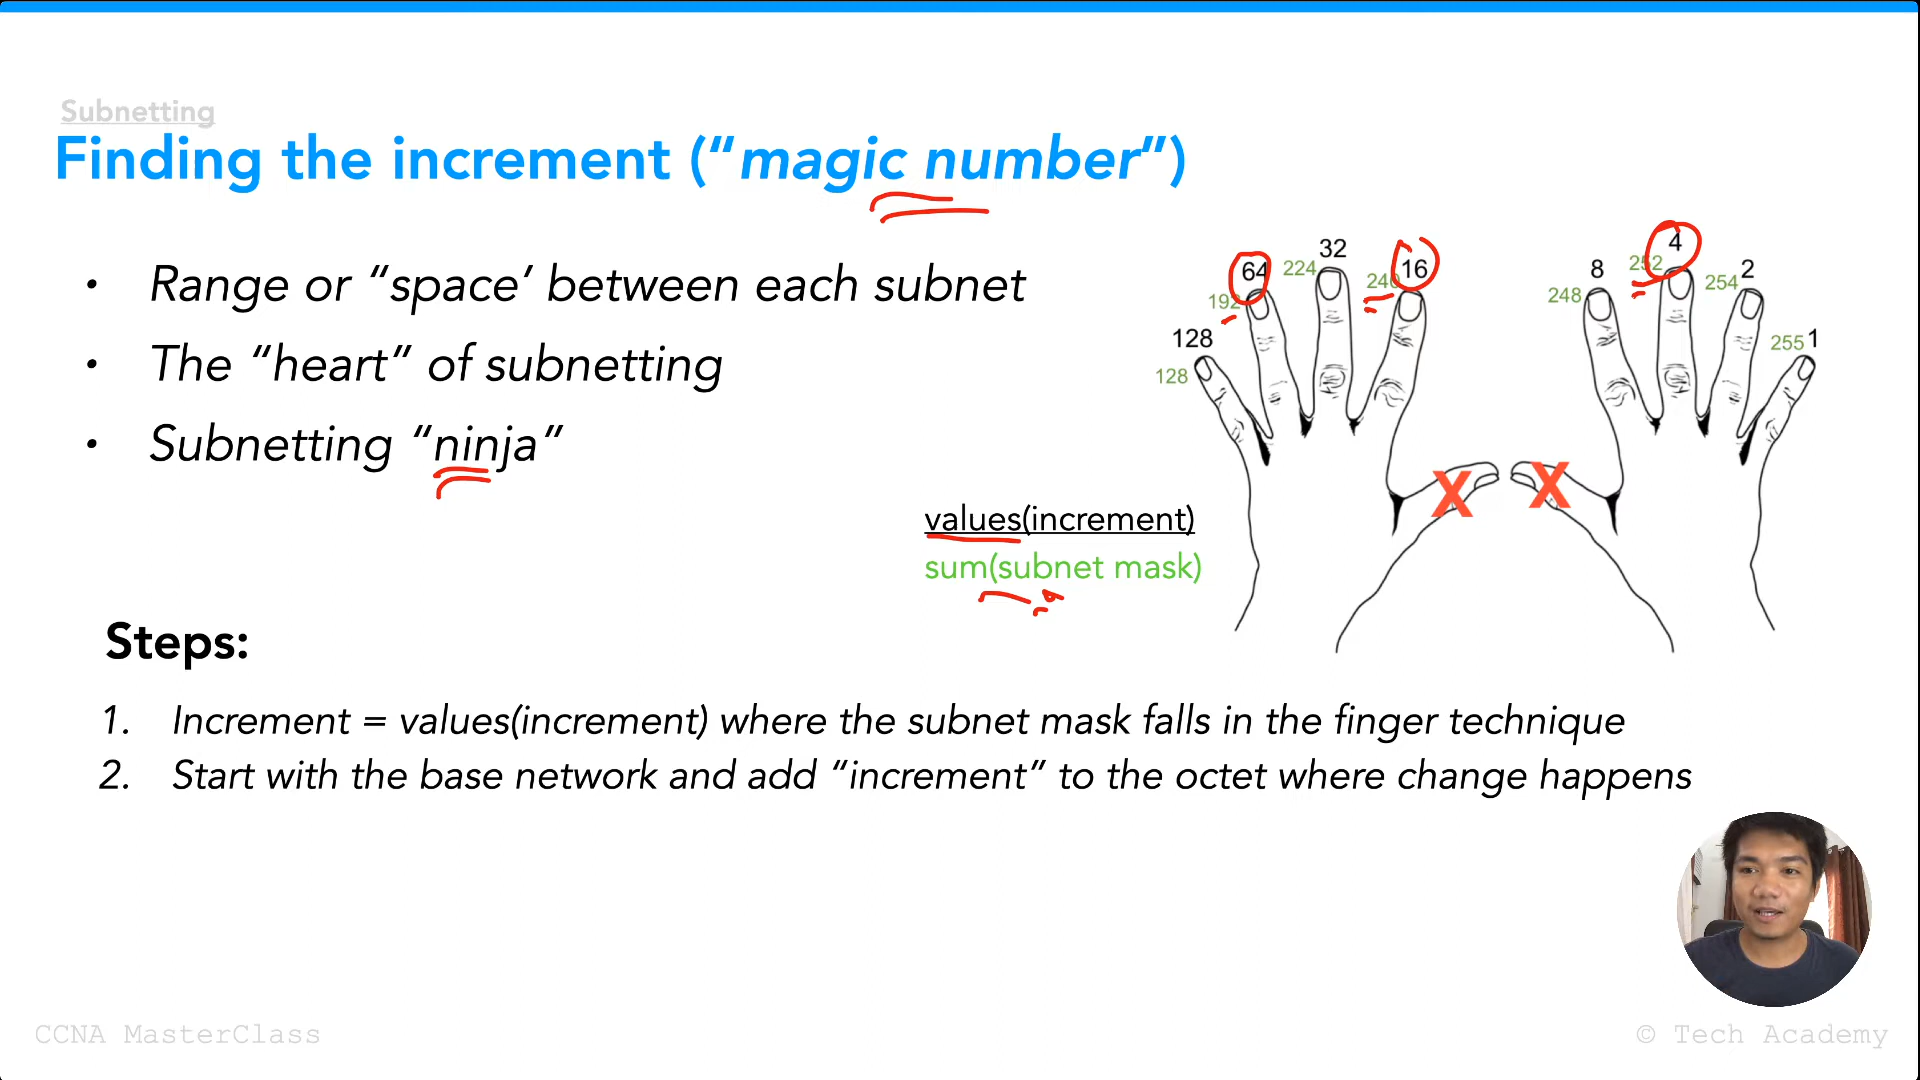 Subnetting
Finding the increment (“magic number”)
• Range or “space’ between each subnet
• The “heart” of subnetting
• Subnetting “ninja”
128
64
32
16
8
4
2
1
128
192
224
240
248
252
254
255
X
X
values(increment)
sum(subnet mask)
Steps:
1. Increment = values(increment) where the subnet mask falls in the finger technique
2. Start with the base network and add “increment” to the octet where change happens
CCNA MasterClass
© Tech Academy